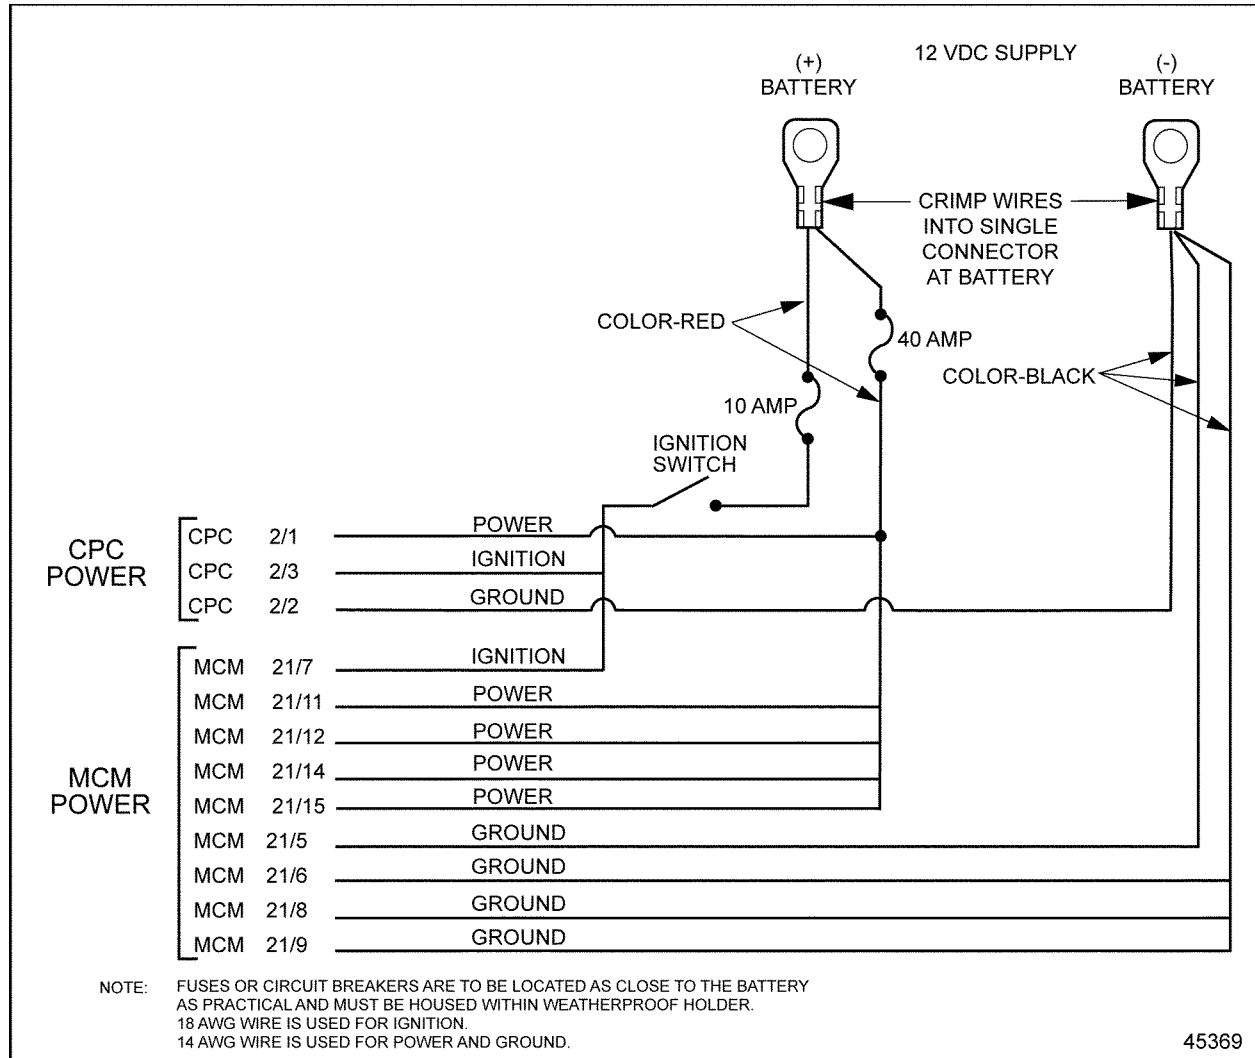 12 VDC SUPPLY
(+)
BATTERY
(-)
BATTERY
CRIMP WIRES
INTO SINGLE
CONNECTOR
AT BATTERY
COLOR-RED
40 AMP
COLOR-BLACK
10 AMP
IGNITION
SWITCH
CPC
POWER
CPC 2/1 POWER
CPC 2/3 IGNITION
CPC 2/2 GROUND
MCM
POWER
MCM 21/7 IGNITION
MCM 21/11 POWER
MCM 21/12 POWER
MCM 21/14 POWER
MCM 21/15 POWER
MCM 21/5 GROUND
MCM 21/6 GROUND
MCM 21/8 GROUND
MCM 21/9 GROUND
NOTE: FUSES OR CIRCUIT BREAKERS ARE TO BE LOCATED AS CLOSE TO THE BATTERY
AS PRACTICAL AND MUST BE HOUSED WITHIN WEATHERPROOF HOLDER.
18 AWG WIRE IS USED FOR IGNITION.
14 AWG WIRE IS USED FOR POWER AND GROUND.
45369